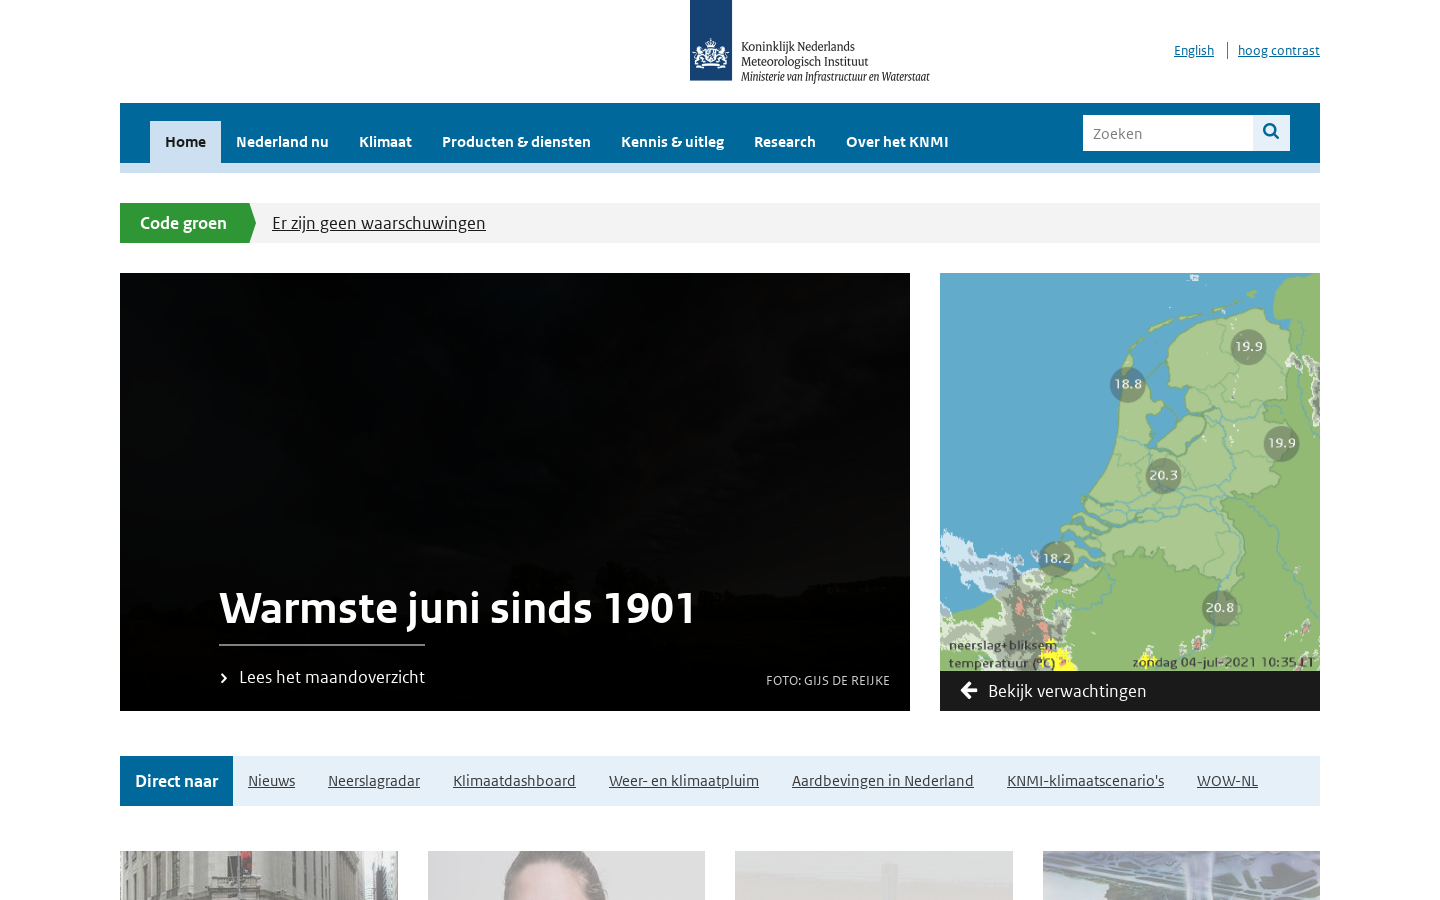 Koninklijk Nederlands
Meteorologisch Instituut
Ministerie van Infrastructuur en Waterstaat
English
hoog contrast
Home
Nederland nu
Klimaat
Producten & diensten
Kennis & uitleg
Research
Over het KNMI
Zoeken
Code groen
Er zijn geen waarschuwingen
Warmste juni sinds 1901
Lees het maandoverzicht
FOTO: GIJS DE REIJKE
19.9
18.8
19.9
20.3
18.2
20.8
neerslag+bliksem
temperatuur (°C)
zondag 04-jul-2021 10:35 LT
Bekijk verwachtingen
Direct naar
Nieuws
Neerslagradar
Klimaatdashboard
Weer- en klimaatpluim
Aardbevingen in Nederland
KNMI-klimaatscenario's
WOW-NL